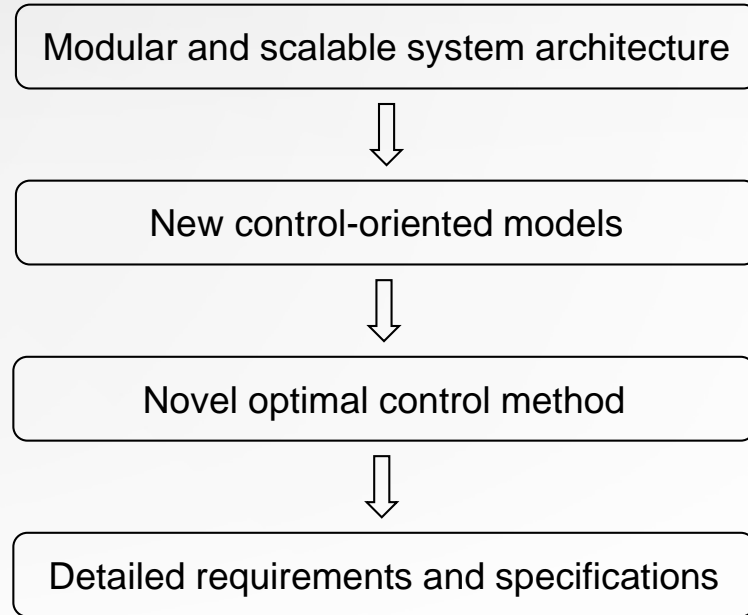 Modular and scalable system architecture
New control-oriented models
Novel optimal control method
Detailed requirements and specifications